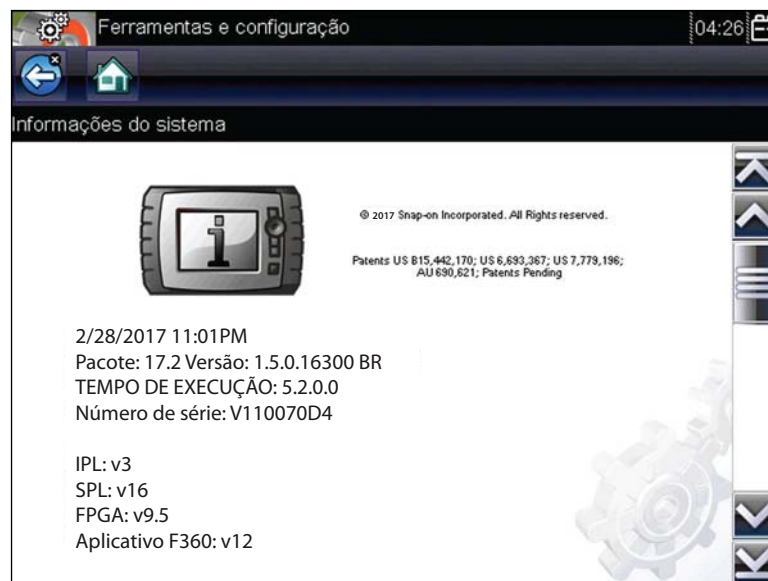 Ferramentas e configuração
04:26
Informações do sistema
© 2017 Snap-on Incorporated. All Rights reserved.
Patents US B15,442,170; US 6,693,367; US 7,779,196;
AU 690,621; Patents Pending
2/28/2017 11:01PM
Pacote: 17.2 Versão: 1.5.0.16300 BR
TEMPO DE EXECUÇÃO: 5.2.0.0
Número de série: V110070D4
IPL: v3
SPL: v16
FPGA: v9.5
Aplicativo F360: v12